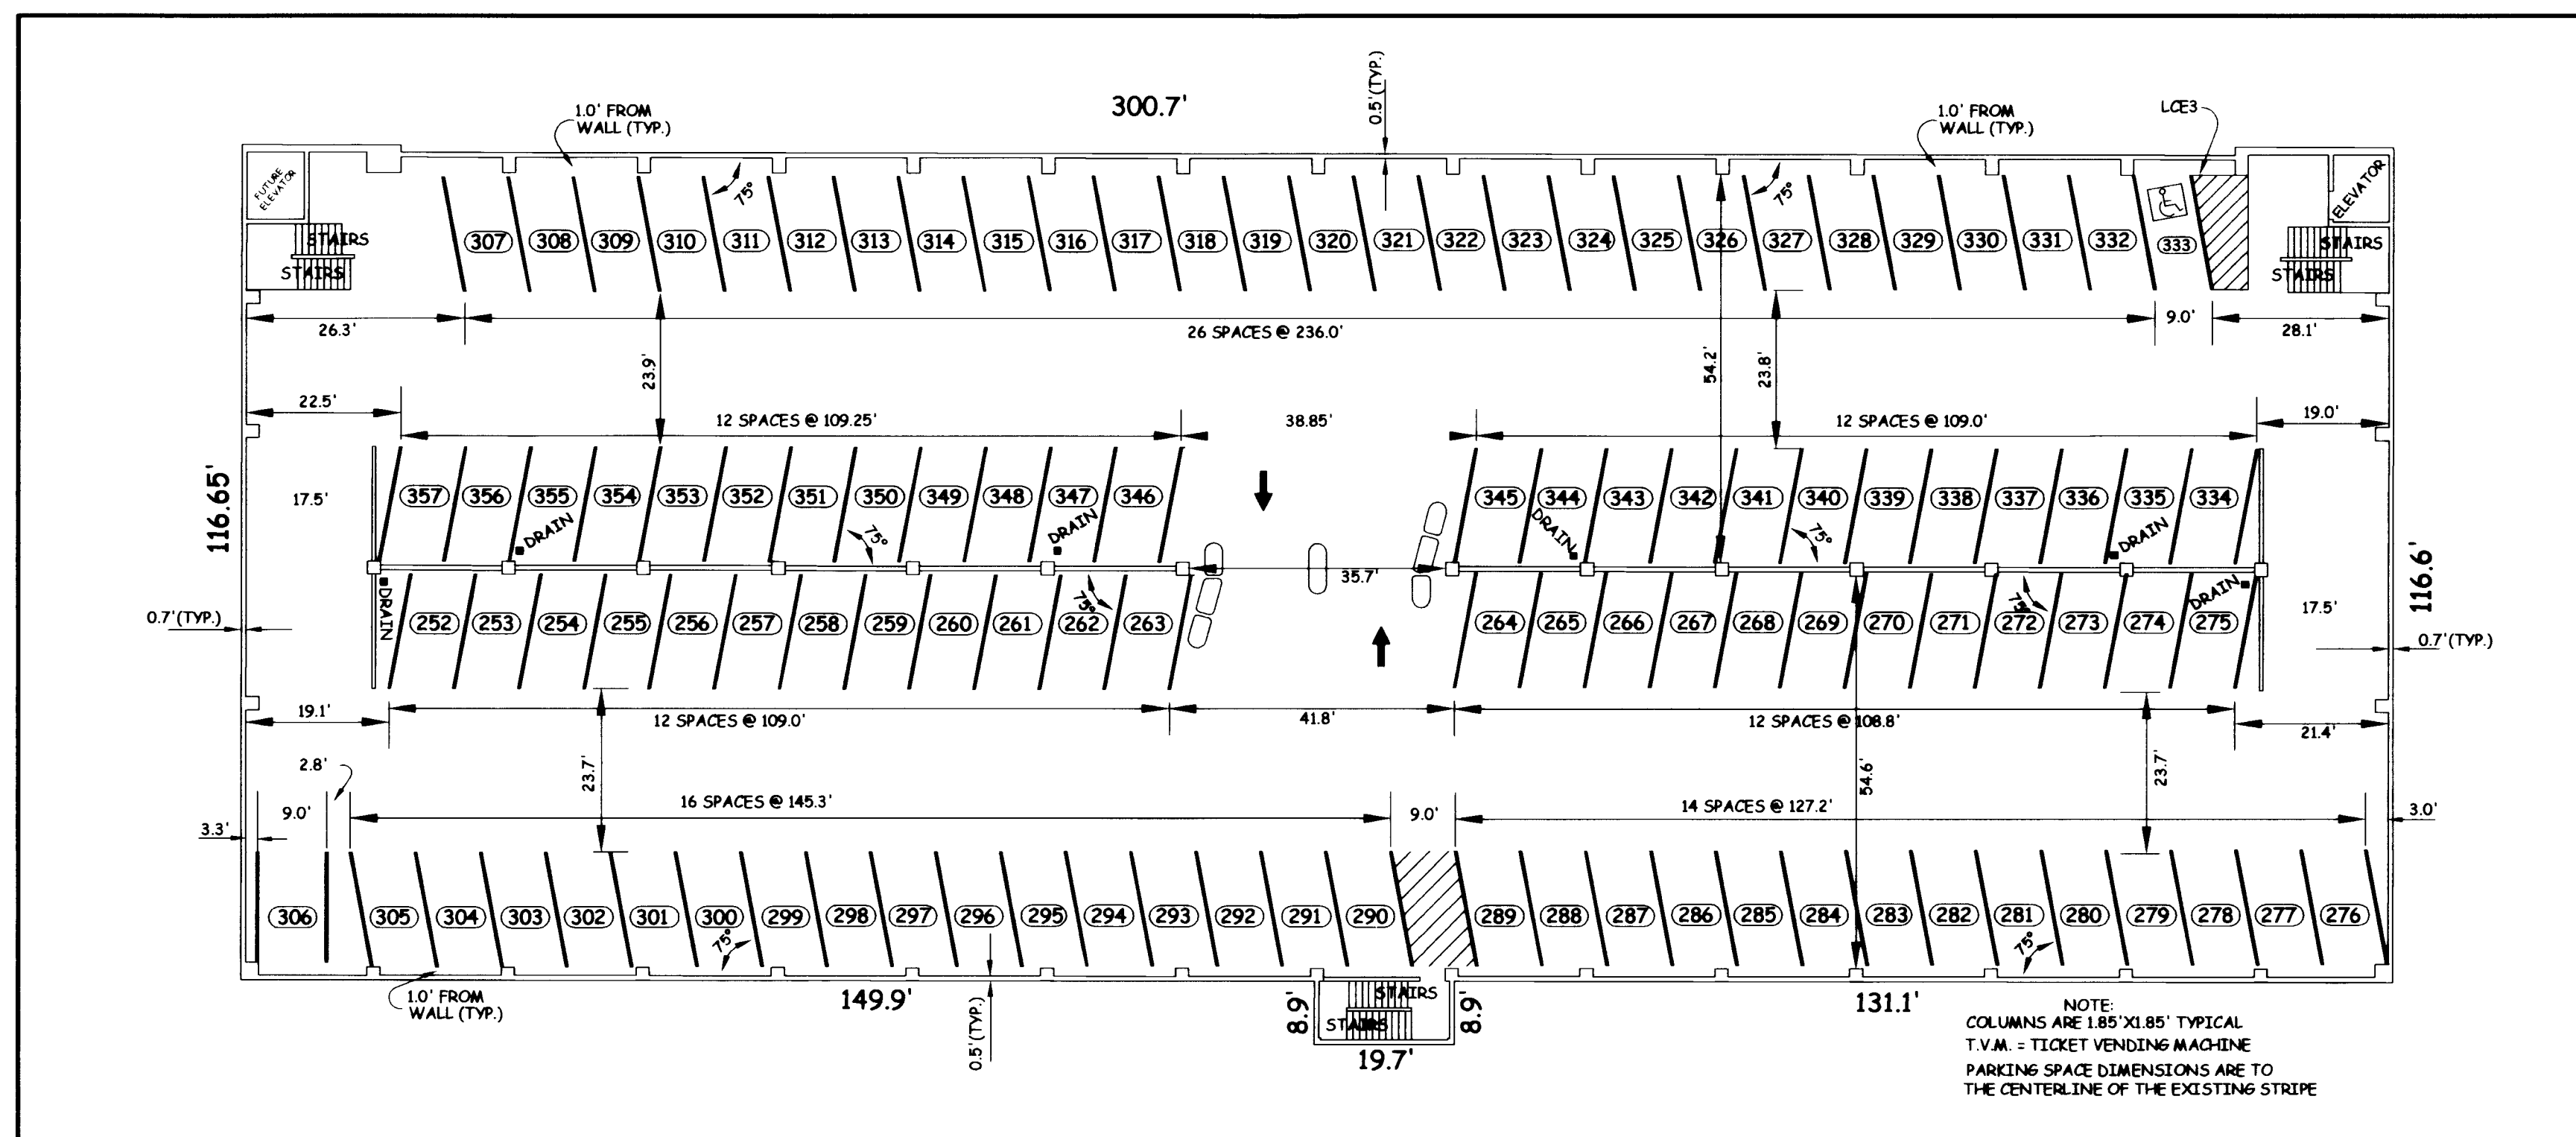 300.7'
0.5'(TYP.)
1.0' FROM
WALL (TYP.)
1.0' FROM
WALL (TYP.)
LCE3
FUTURE
ELEVATOR
ELEVATOR
75°
75°
STAIRS
STAIRS
307 308 309 310 311 312 313 314 315 316 317 318 319 320 321 322 323 324 325 326 327 328 329 330 331 332 333
STAIRS
STAIRS
26.3'
26 SPACES @ 236.0'
9.0'
28.1'
23.9'
54.2'
23.8'
22.5'
12 SPACES @ 109.25'
38.85'
12 SPACES @ 109.0'
19.0'
116.65'
17.5'
357 356 355 354 353 352 351 350 349 348 347 346
345 344 343 342 341 340 339 338 337 336 335 334
DRAIN
75°
DRAIN
DRAIN
75°
DRAIN
35.7'
116.6'
0.7'(TYP.)
DRAIN
75°
75°
DRAIN
17.5'
252 253 254 255 256 257 258 259 260 261 262 263
264 265 266 267 268 269 270 271 272 273 274 275
0.7'(TYP.)
19.1'
12 SPACES @ 109.0'
41.8'
12 SPACES @ 108.8'
21.4'
2.8'
23.7'
54.6'
23.7'
3.3'
9.0'
16 SPACES @ 145.3'
9.0'
14 SPACES @ 127.2'
3.0'
306 305 304 303 302 301 300 299 298 297 296 295 294 293 292 291 290
289 288 287 286 285 284 283 282 281 280 279 278 277 276
75°
75°
1.0' FROM
WALL (TYP.)
149.9'
0.5'(TYP.)
8.9'
STAIRS
STAIRS
8.9'
19.7'
131.1'
NOTE:
COLUMNS ARE 1.85'X1.85' TYPICAL
T.V.M. = TICKET VENDING MACHINE
PARKING SPACE DIMENSIONS ARE TO
THE CENTERLINE OF THE EXISTING STRIPE